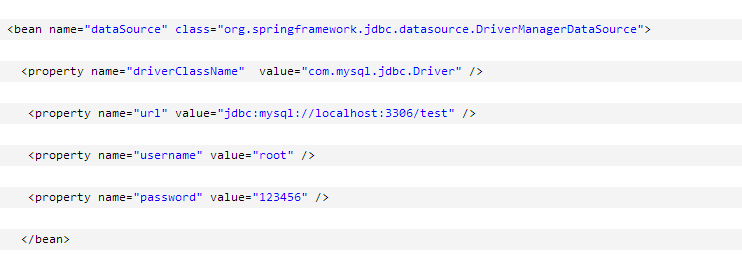 <bean name="dataSource" class="org.springframework.jdbc.datasource.DriverManagerDataSource">
<property name="driverClassName"  value="com.mysql.jdbc.Driver" />
<property name="url" value="jdbc:mysql://localhost:3306/test" />
<property name="username" value="root" />
<property name="password" value="123456" />
</bean>